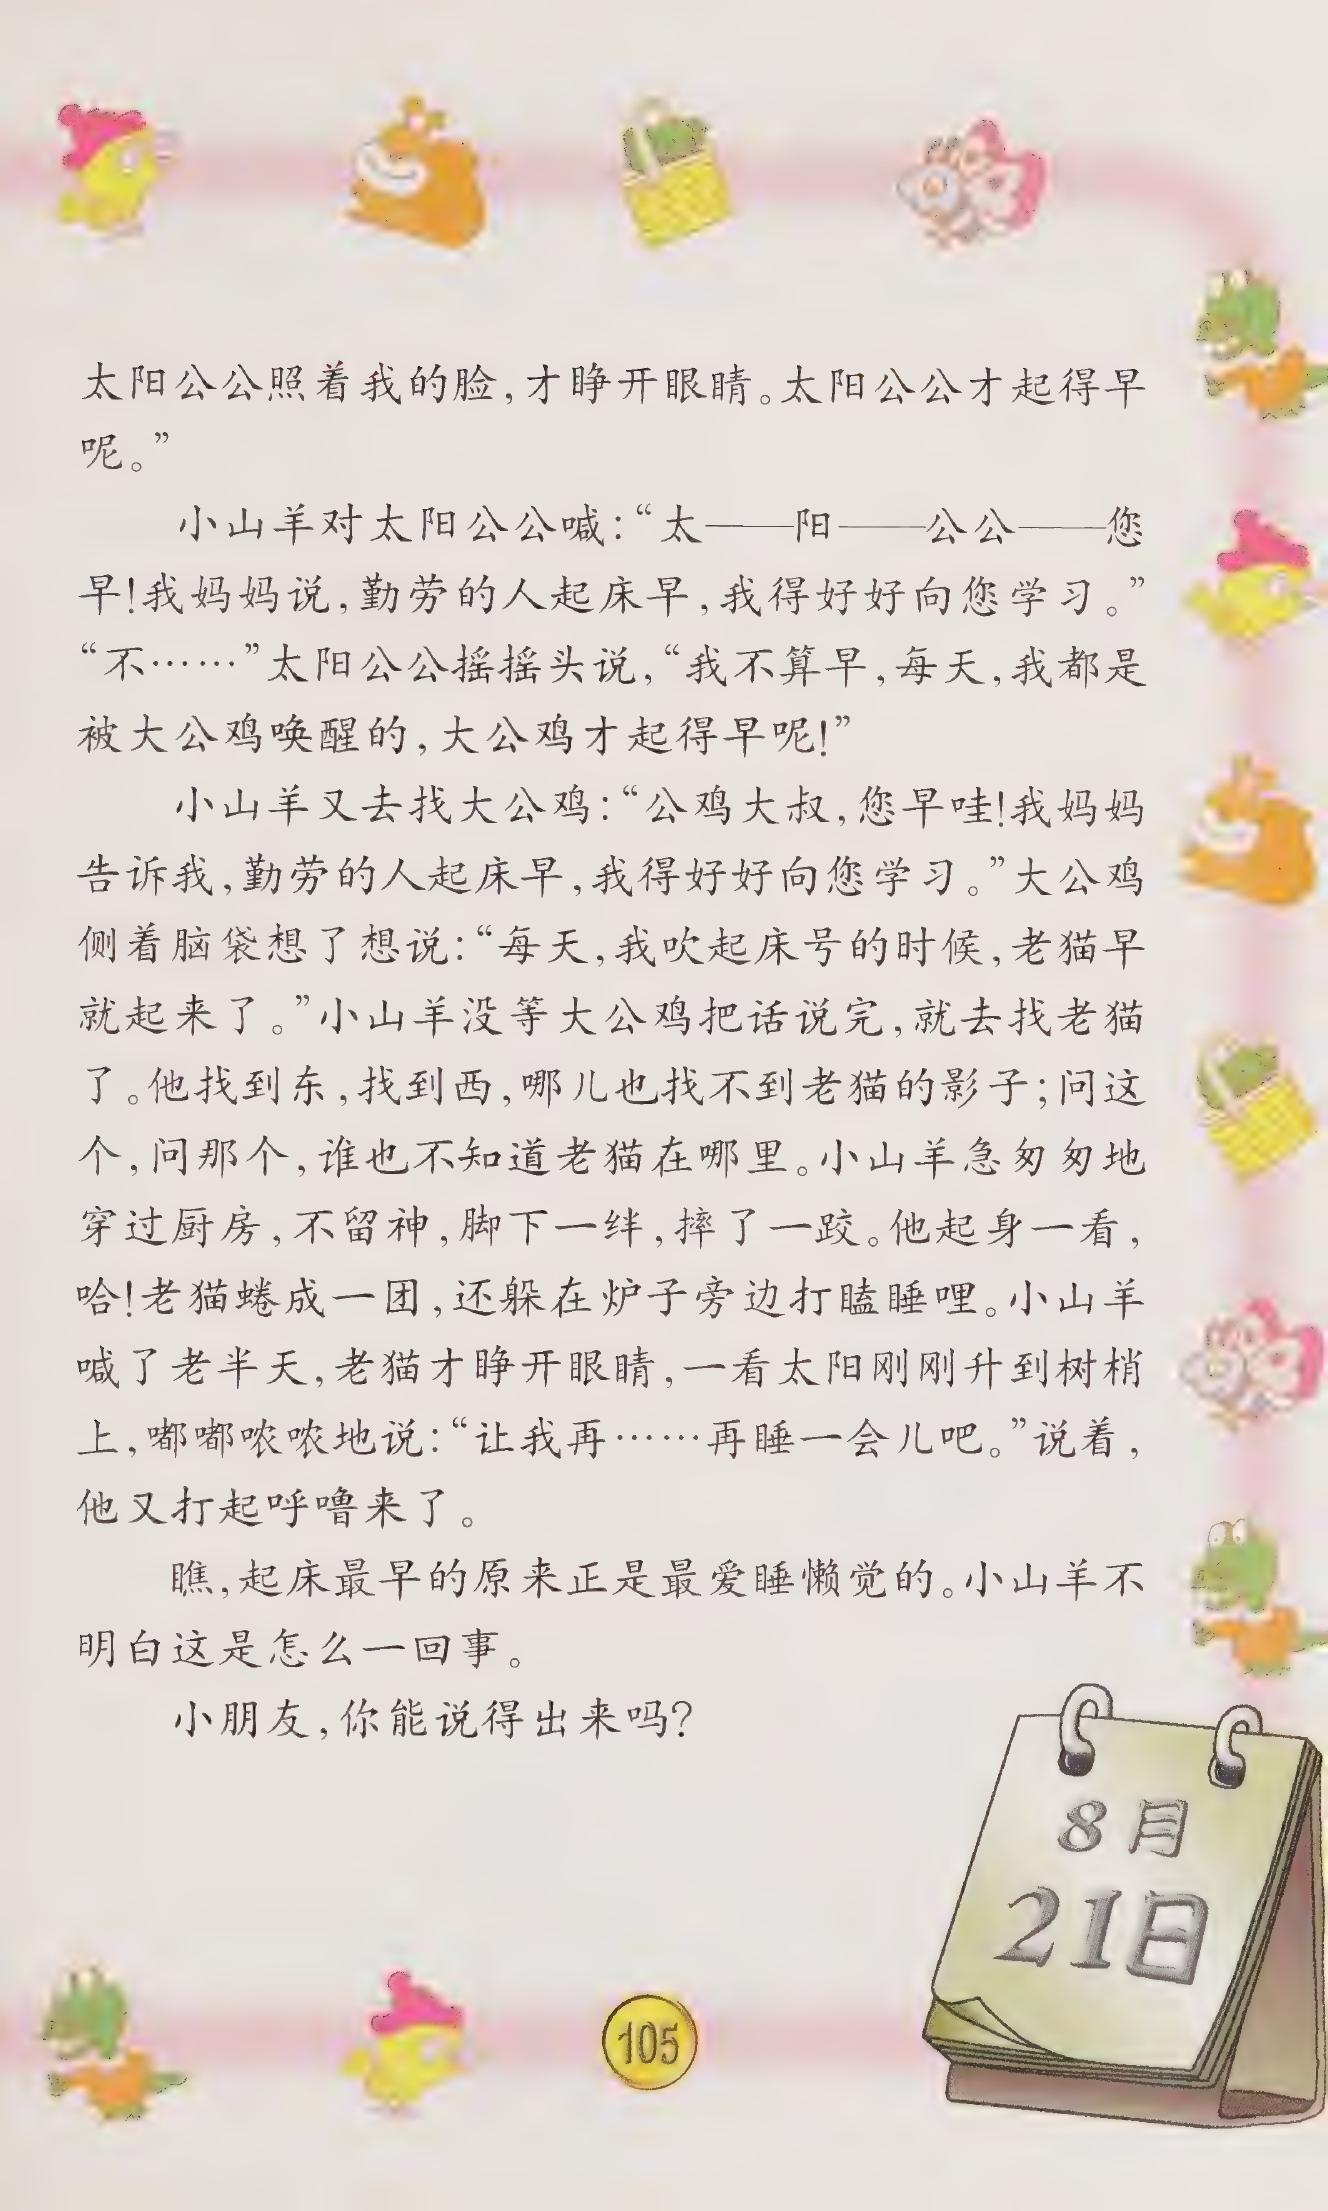 太阳公公照着我的脸，才睁开眼睛。太阳公公才起得早
呢。”
小山羊对太阳公公喊：“太——阳——公公——您
早！我妈妈说，勤劳的人起床早，我得好好向您学习。”
“不……”太阳公公摇摇头说，“我不算早，每天，我都是
被大公鸡唤醒的，大公鸡才起得早呢！”
小山羊又去找大公鸡：“公鸡大叔，您早哇！我妈妈
告诉我，勤劳的人起床早，我得好好向您学习。”大公鸡
侧着脑袋想了想说：“每天，我吹起床号的时候，老猫早
就起来了。”小山羊没等大公鸡把话说完，就去找老猫
了。他找到东，找到西，哪儿也找不到老猫的影子；问这
个，问那个，谁也不知道老猫在哪里。小山羊急匆匆地
穿过厨房，不留神，脚下一绊，摔了一跤。他起身一看，
哈！老猫蜷成一团，还躲在炉子旁边打瞌睡哩。小山羊
喊了老半天，老猫才睁开眼睛，一看太阳刚刚升到树梢
上，嘟嘟哝哝地说：“让我再……再睡一会儿吧。”说着，
他又打起呼噜来了。
瞧，起床最早的原来正是最爱睡懒觉的。小山羊不
明白这是怎么一回事。
小朋友，你能说得出来吗？
8月
21日
105